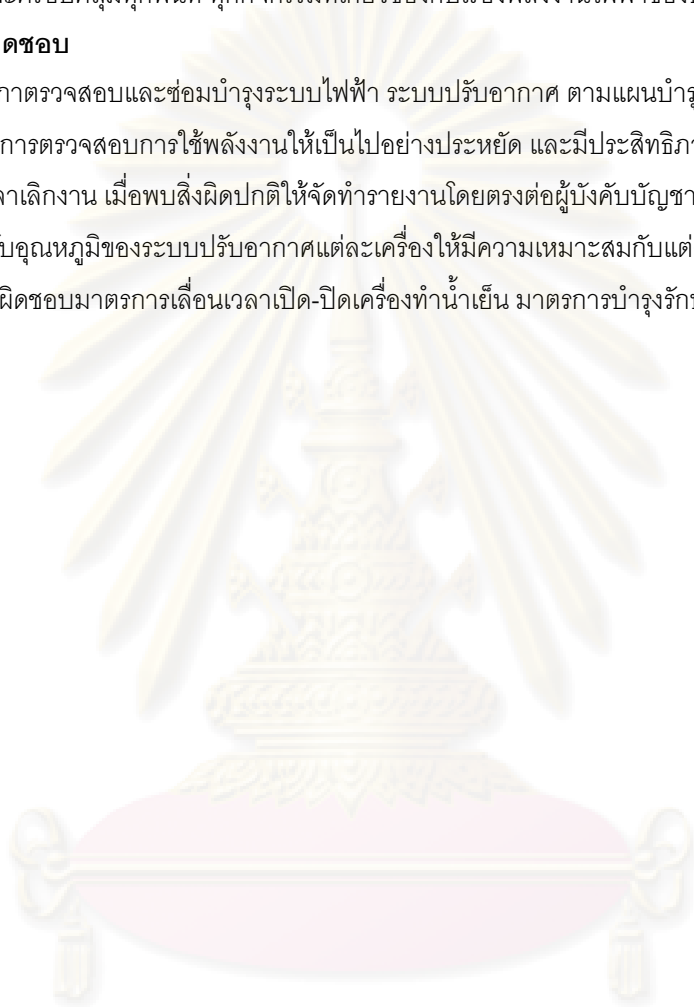 ดชอบ
กาตรวจสอบและซ่อมบำรุงระบบไฟฟ้า ระบบปรับอากาศ ตามแผนบำรุ
การตรวจสอบการใช้พลังงานให้เป็นไปอย่างประหยัด และมีประสิทธิภา
ลาเลิกงาน เมื่อพบสิ่งผิดปกติให้จัดทำรายงานโดยตรงต่อผู้บังคับบัญชา
บอุณหภูมิของระบบปรับอากาศแต่ละเครื่องให้มีความเหมาะสมกับแต่
ผิดชอบมาตรการเลื่อนเวลาเปิด-ปิดเครื่องทำน้ำเย็น มาตรการบำรุงรัก